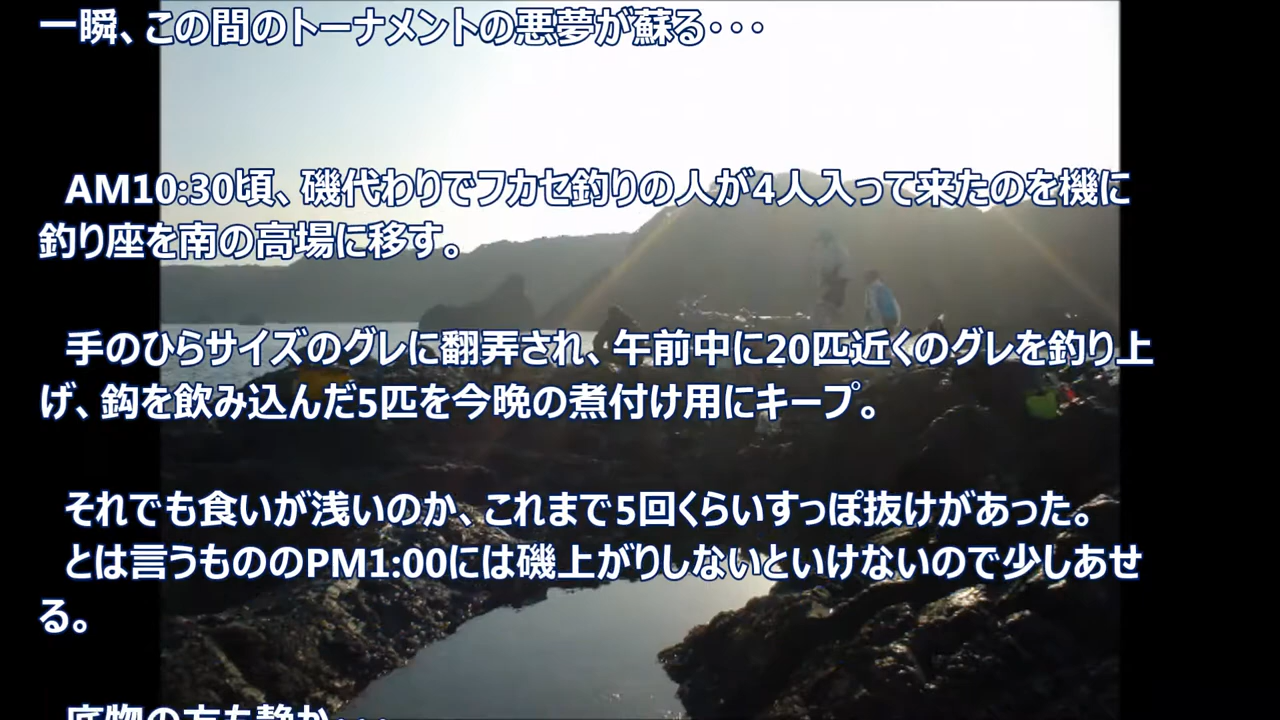 一瞬、この間のトーナメントの悪夢が蘇る・・・
AM10:30頃、磯代わりでフカセ釣りの人が4人入って来たのを機に
釣り座を南の高場に移す。
手のひらサイズのグレに翻弄され、午前中に20匹近くのグレを釣り上
げ、鈎を飲み込んだ5匹を今晩の煮付け用にキープ。
それでも食いが浅いのか、これまで5回くらいすっぽ抜けがあった。
とは言うもののPM1:00には磯上がりしないといけないので少しあせ
る。
底物の方も静か・・・